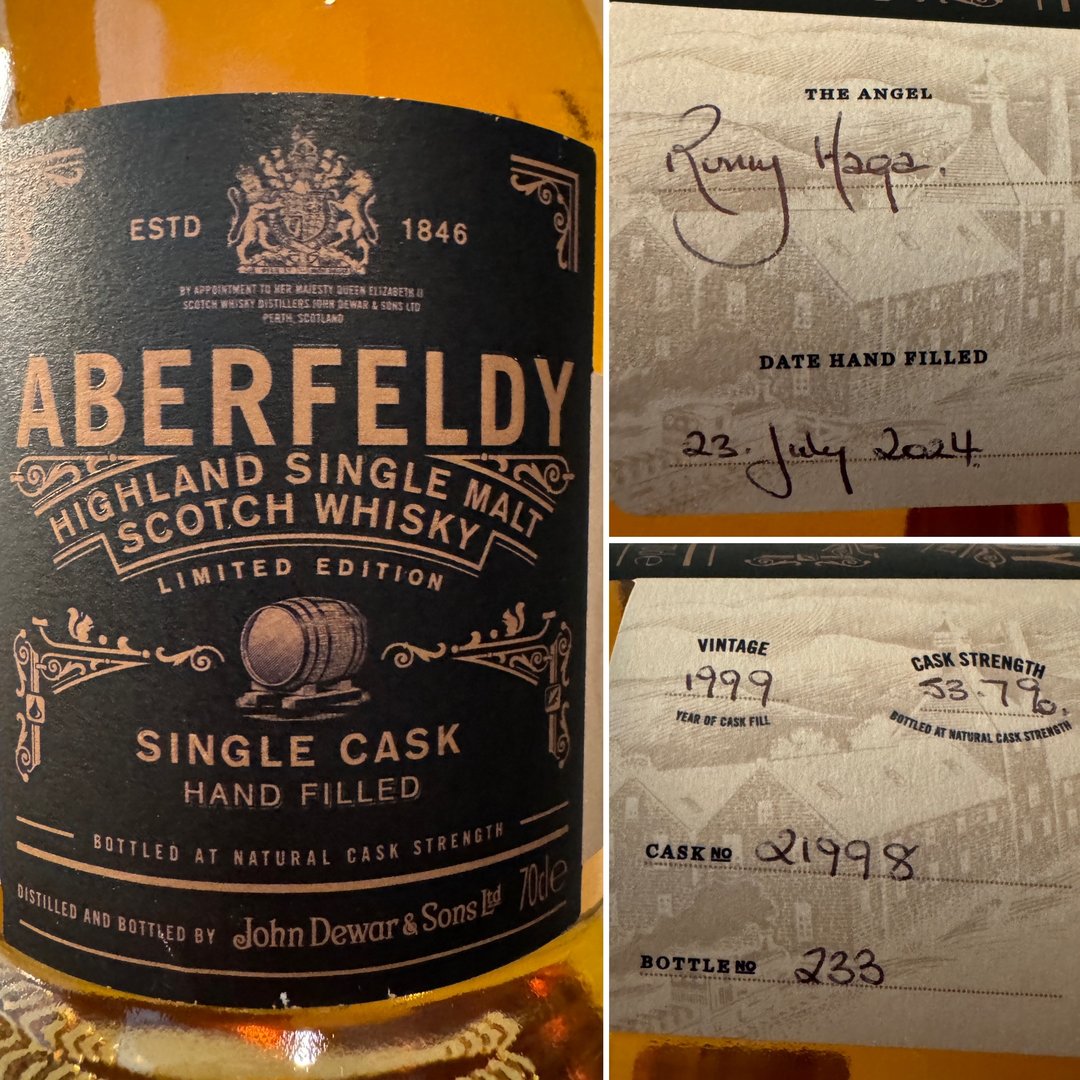 ESTD 1846
BY APPOINTMENT TO HER MAJESTY QUEEN ELIZABETH II
SCOTCH WHISKY DISTILLERS JOHN DEWAR & SONS LTD
PERTH, SCOTLAND
ABERFELDY
HIGHLAND SINGLE MALT
SCOTCH WHISKY
LIMITED EDITION
SINGLE CASK
HAND FILLED
BOTTLED AT NATURAL CASK STRENGTH
DISTILLED AND BOTTLED BY John Dewar & Sons Ltd 70cle
THE ANGEL
Ronny Haga.
DATE HAND FILLED
23. July 2024.
VINTAGE
1999
YEAR OF CASK FILL
CASK STRENGTH
53.7%.
BOTTLED AT NATURAL CASK STRENGTH
CASK NO 21998
BOTTLE NO 233